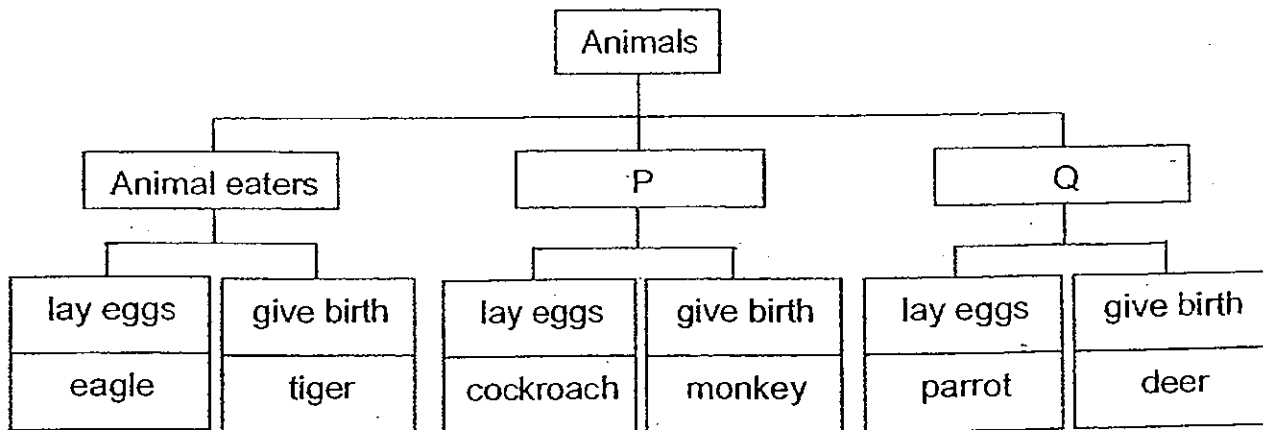 Animals
Animal eaters
P
Q
lay eggs
give birth
lay eggs
give birth
lay eggs
give birth
eagle
tiger
cockroach
monkey
parrot
deer